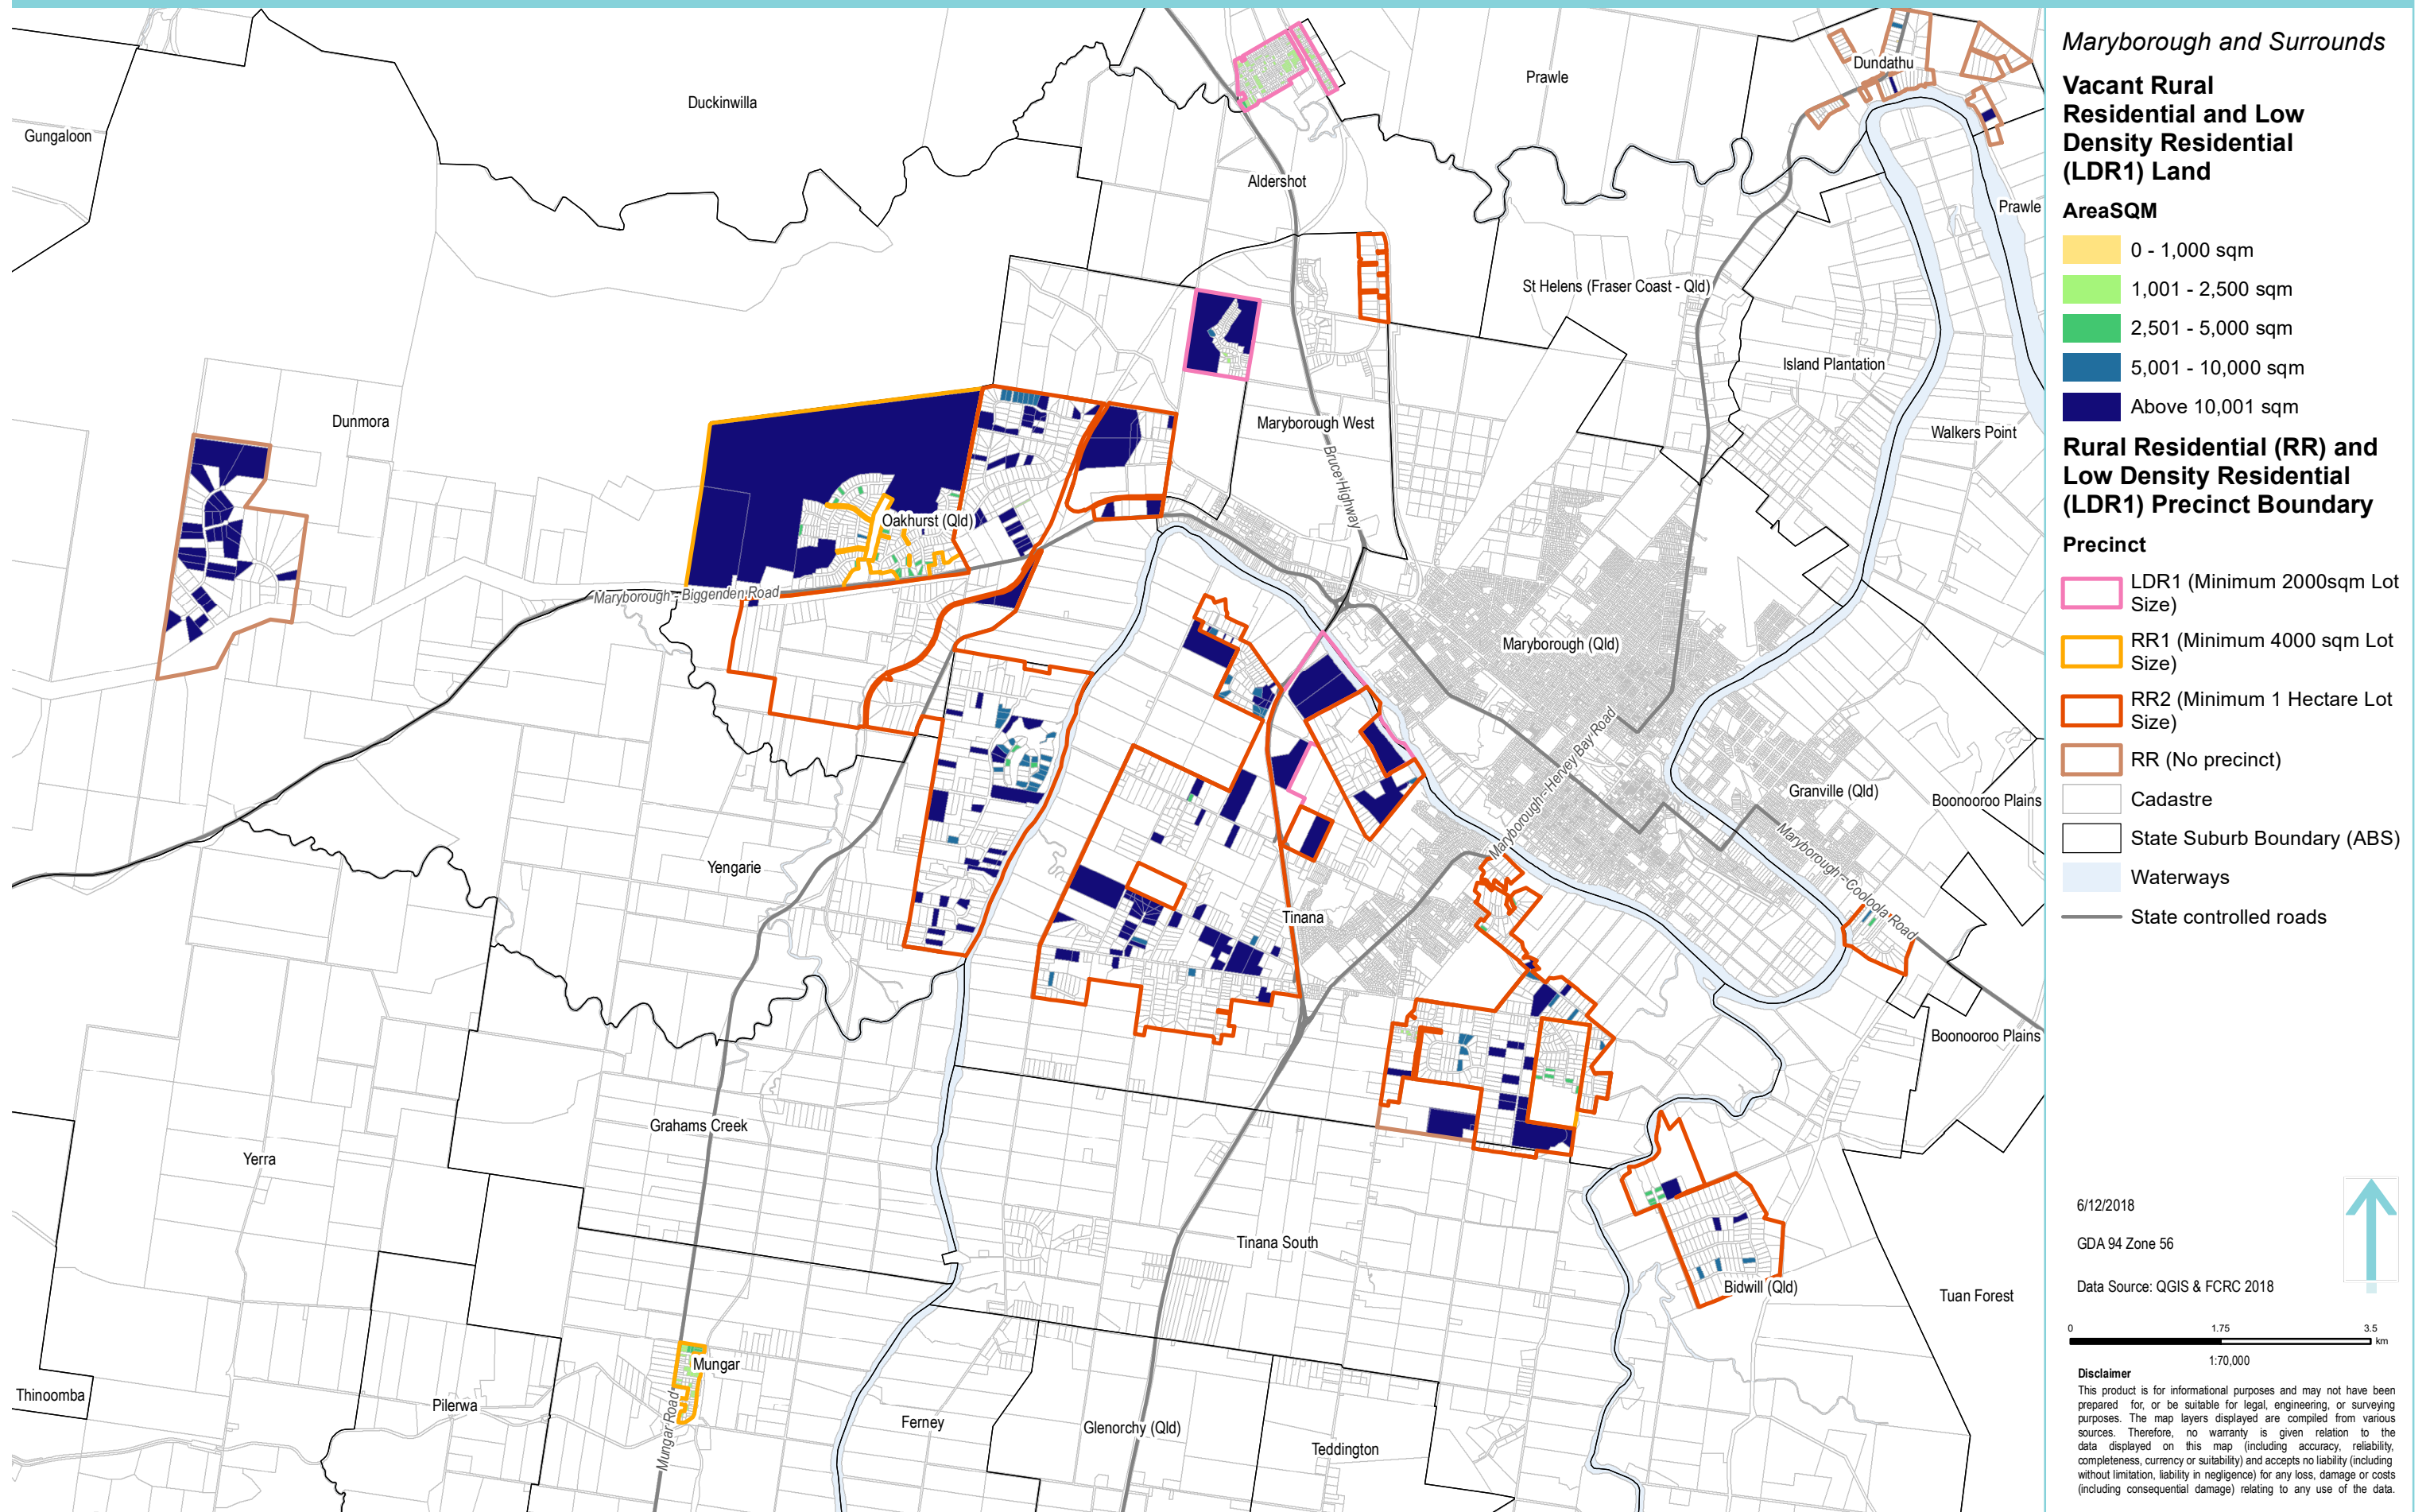 Maryborough and Surrounds
Vacant Rural
Residential and Low
Density Residential
(LDR1) Land
AreaSQM
0 - 1,000 sqm
1,001 - 2,500 sqm
2,501 - 5,000 sqm
5,001 - 10,000 sqm
Above 10,001 sqm
Rural Residential (RR) and
Low Density Residential
(LDR1) Precinct Boundary
Precinct
LDR1 (Minimum 2000sqm Lot
Size)
RR1 (Minimum 4000 sqm Lot
Size)
RR2 (Minimum 1 Hectare Lot
Size)
RR (No precinct)
Cadastre
State Suburb Boundary (ABS)
Waterways
State controlled roads
6/12/2018
GDA 94 Zone 56
Data Source: QGIS & FCRC 2018
0 1.75 3.5
km
1:70,000
Disclaimer
This product is for informational purposes and may not have been
prepared for, or be suitable for legal, engineering, or surveying
purposes. The map layers displayed are compiled from various
sources. Therefore, no warranty is given relation to the
data displayed on this map (including accuracy, reliability,
completeness, currency or suitability) and accepts no liability (including
without limitation, liability in negligence) for any loss, damage or costs
(including consequential damage) relating to any use of the data.
Dundathu
Prawle
Duckinwilla
Gungaloon
Aldershot
Prawle
St Helens (Fraser Coast - Qld)
Island Plantation
Dunmora
Maryborough West
Walkers Point
Bruce Highway
Oakhurst (Qld)
Maryborough - Biggenden Road
Maryborough (Qld)
Maryborough - Hervey Bay Road
Granville (Qld)
Boonooroo Plains
Maryborough - Cooloola Road
Yengarie
Tinana
Boonooroo Plains
Grahams Creek
Yerra
Tinana South
Bidwill (Qld)
Tuan Forest
Mungar
Thinoomba
Pilerwa
Mungar Road
Ferney
Glenorchy (Qld)
Teddington